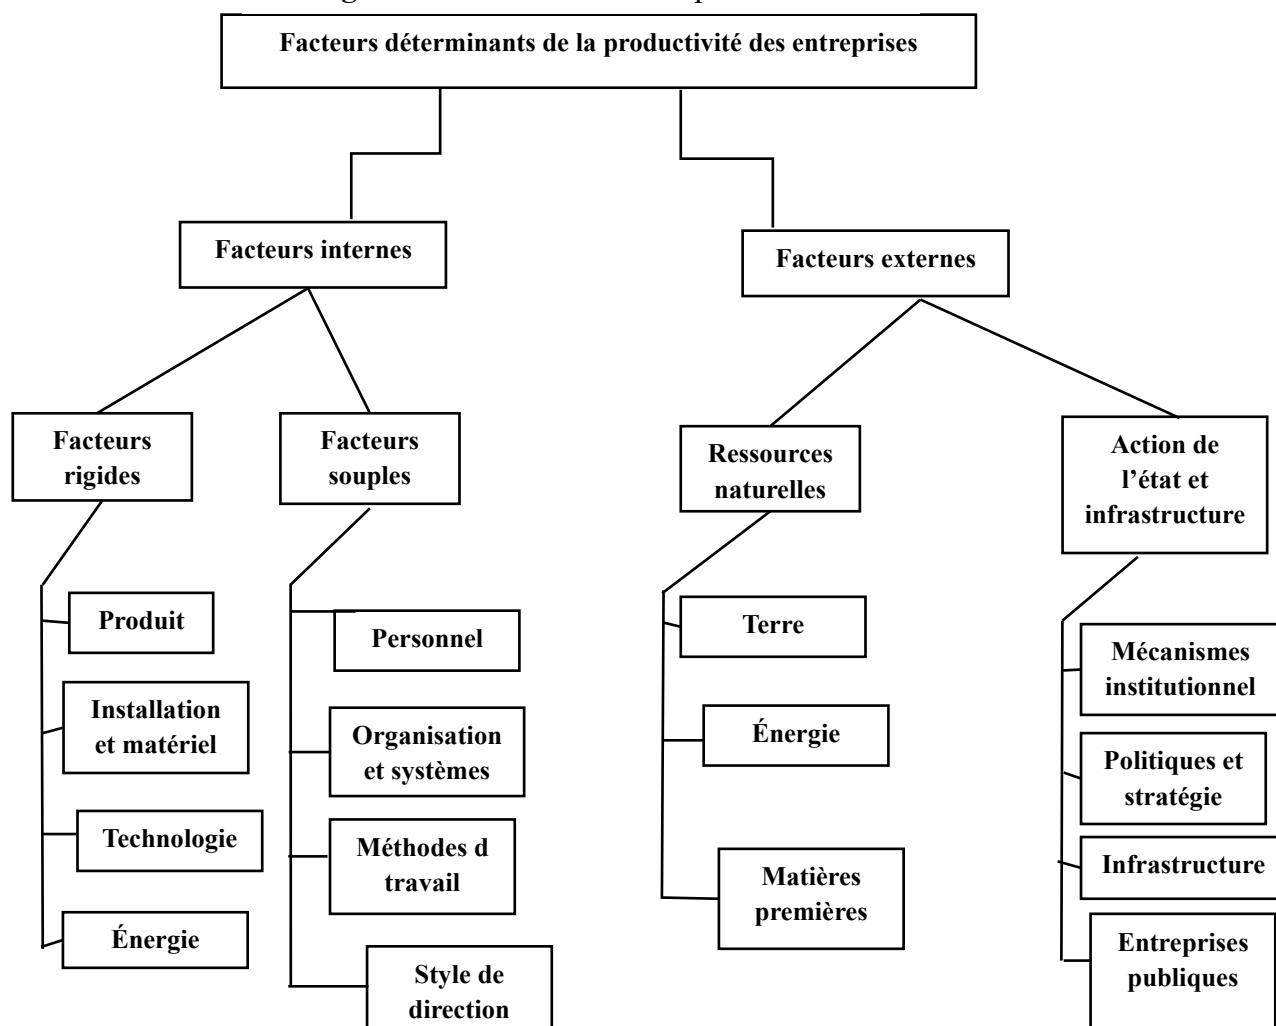 Facteurs déterminants de la productivité des entreprises
Facteurs internes
Facteurs externes
Facteurs
rigides
Facteurs
souples
Ressources
naturelles
Action de
l’état et
infrastructure
Produit
Installation
et matériel
Technologie
Énergie
Personnel
Organisation
et systèmes
Méthodes d
travail
Style de
direction
Terre
Énergie
Matières
premières
Mécanismes
institutionnel
Politiques et
stratégie
Infrastructure
Entreprises
publiques